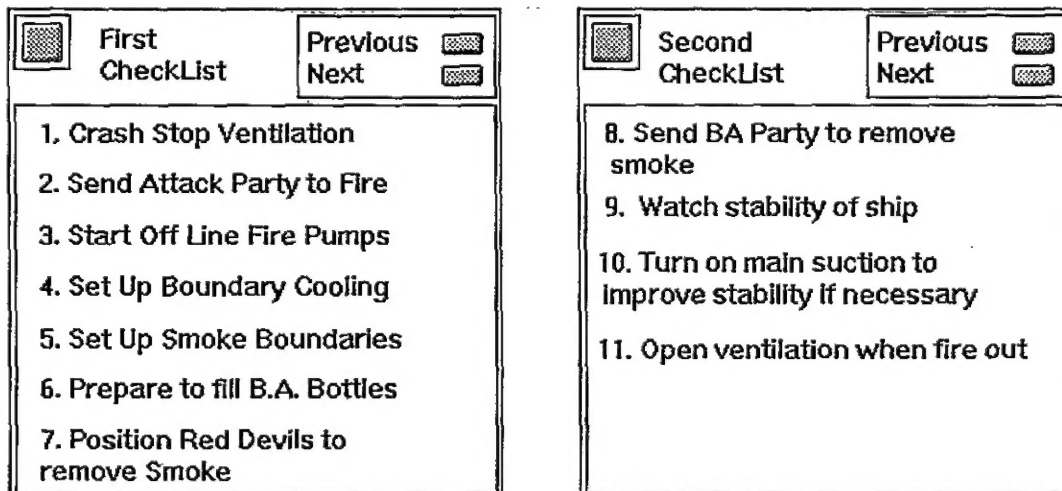 First
CheckList
Previous
Next
1. Crash Stop Ventilation
2. Send Attack Party to Fire
3. Start Off Line Fire Pumps
4. Set Up Boundary Cooling
5. Set Up Smoke Boundaries
6. Prepare to fill B.A. Bottles
7. Position Red Devils to
remove Smoke
Second
CheckList
Previous
Next
8. Send BA Party to remove
smoke
9. Watch stability of ship
10. Turn on main suction to
improve stability if necessary
11. Open ventilation when fire out